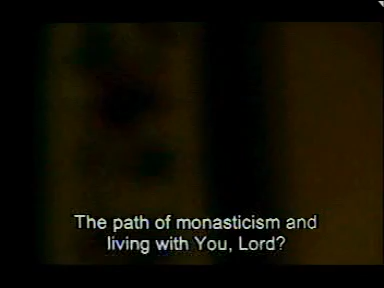 The path of monasticism and
living with You, Lord?